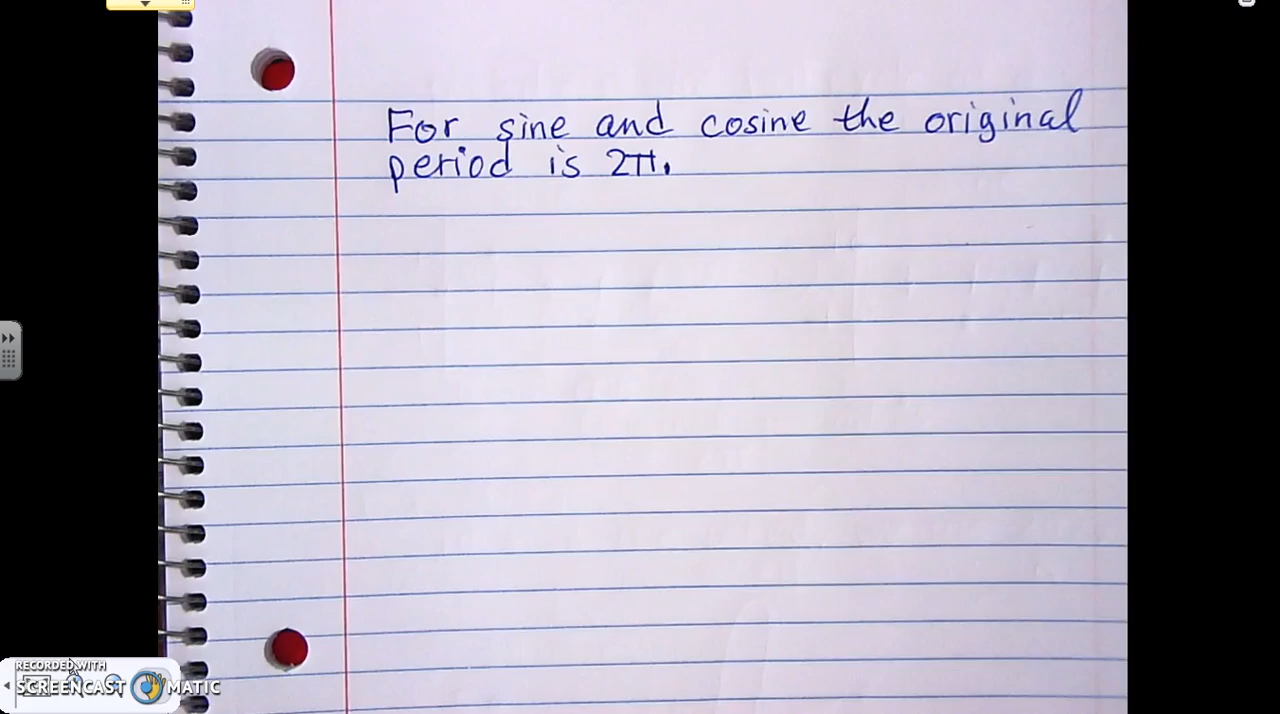 For sine and cosine the original
period is 2π.
RECORDED WITH
SCREENCAST MATIC